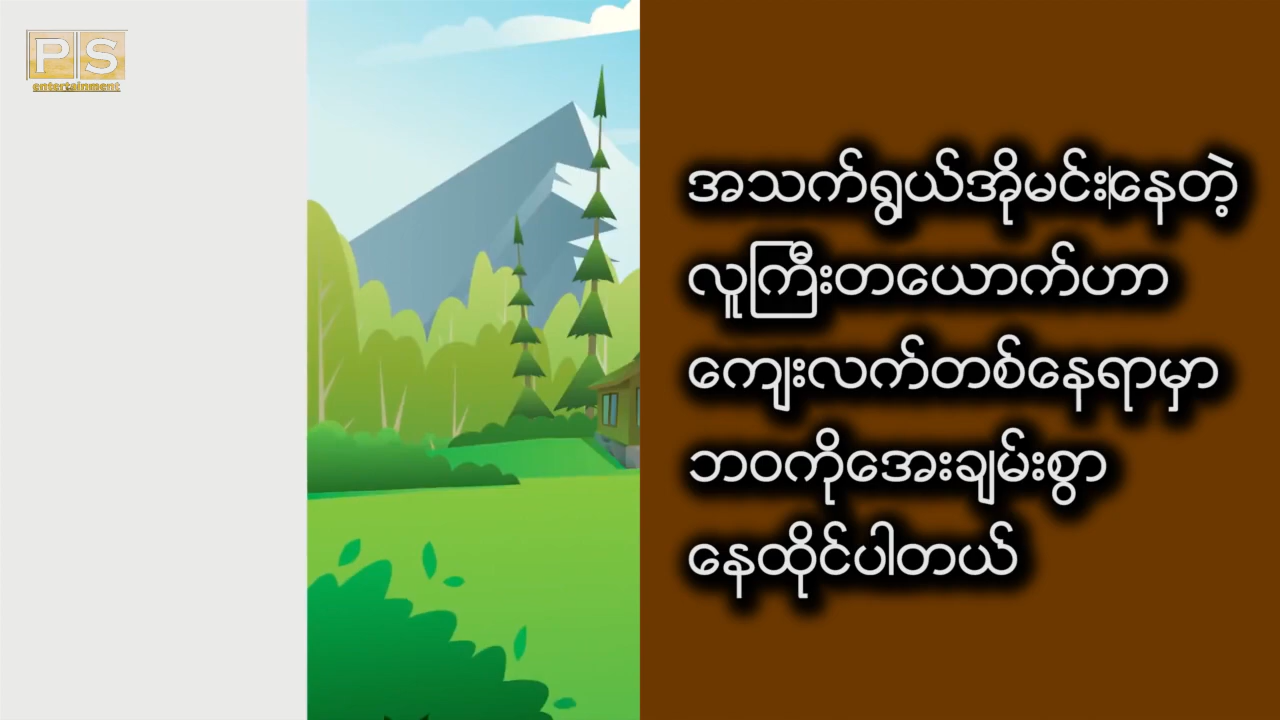 PS
entertainment
အသက်ရွယ်အိုမင်းနေတဲ့
လူကြီးတယောက်ဟာ
ကျေးလက်တစ်နေရာမှာ
ဘဝကိုအေးချမ်းစွာ
နေထိုင်ပါတယ်